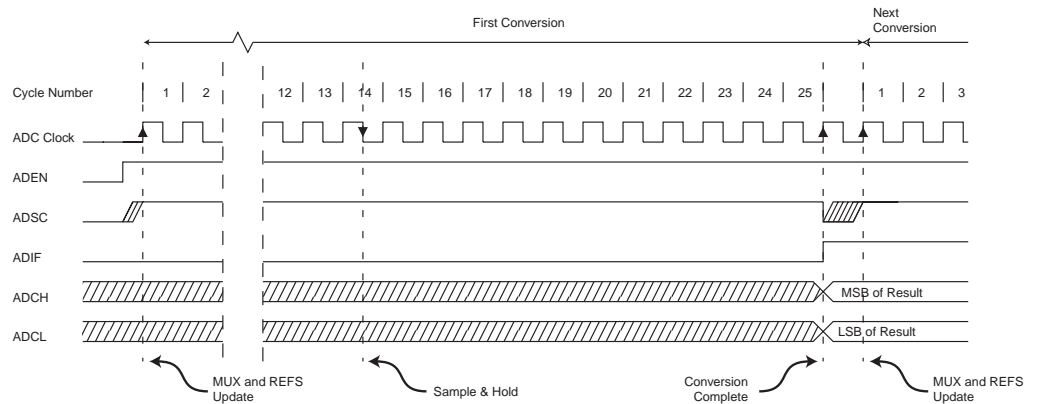 First Conversion
Next
Conversion
Cycle Number 1 2 12 13 14 15 16 17 18 19 20 21 22 23 24 25 1 2 3
ADC Clock
ADEN
ADSC
ADIF
ADCH MSB of Result
ADCL LSB of Result
MUX and REFS
Update
Sample & Hold
Conversion
Complete
MUX and REFS
Update